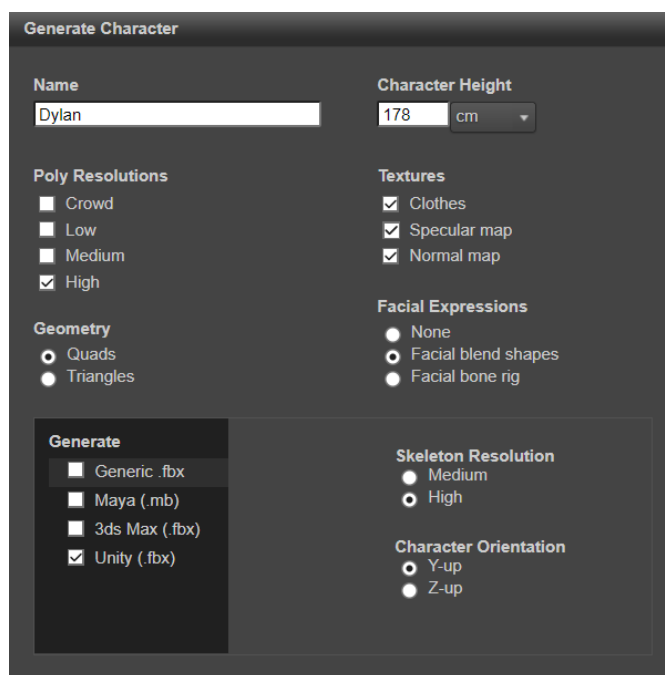 Generate Character
Name
Character Height
Dylan
178
cm
Poly Resolutions
Textures
Crowd
Clothes
Low
Specular map
Medium
Normal map
High
Facial Expressions
Geometry
None
Quads
Facial blend shapes
Triangles
Facial bone rig
Generate
Generic .fbx
Maya (.mb)
3ds Max (.fbx)
Unity (.fbx)
Skeleton Resolution
Medium
High
Character Orientation
Y-up
Z-up